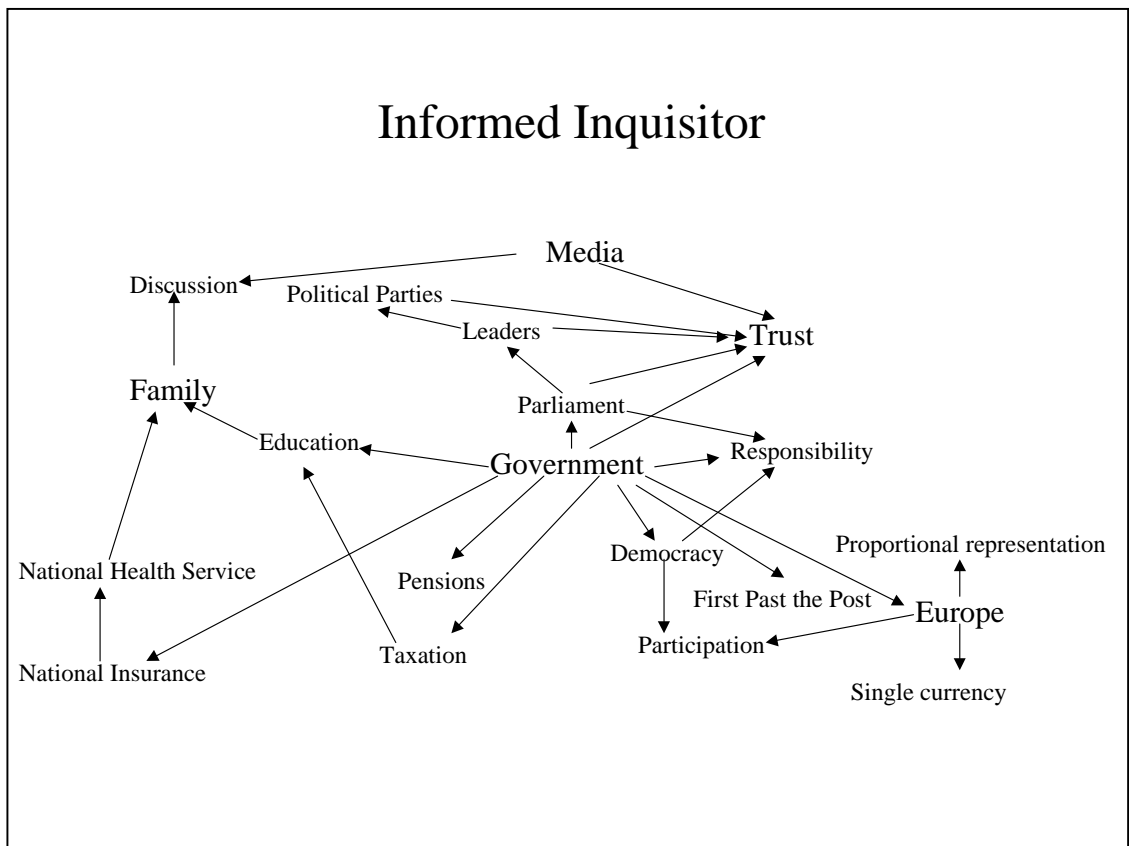 Informed Inquisitor
Media
Discussion
Political Parties
Leaders
Trust
Family
Parliament
Education
Responsibility
Government
Democracy
Proportional representation
National Health Service
Pensions
First Past the Post
Europe
Participation
Taxation
National Insurance
Single currency